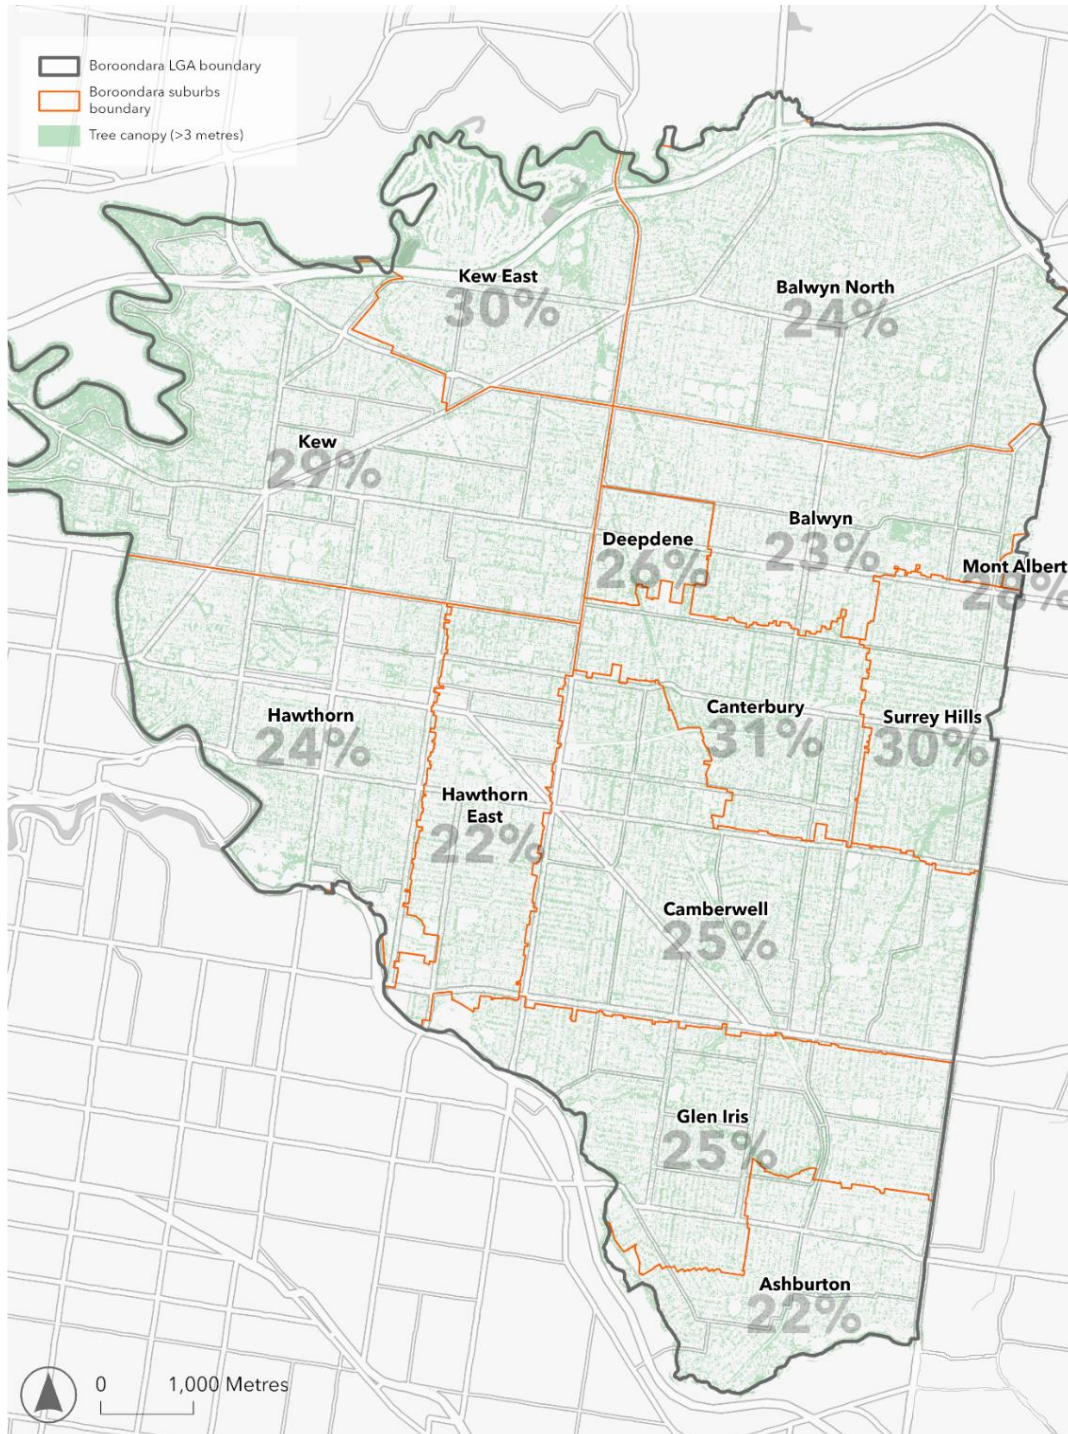 Boroondara LGA boundary
Boroondara suburbs
boundary
Tree canopy (>3 metres)
Kew East
30%
Balwyn North
24%
Kew
29%
Balwyn
23%
Deepdene
26%
Mont Albert
28%
Canterbury
31%
Surrey Hills
30%
Hawthorn
24%
Hawthorn
East
22%
Camberwell
25%
Glen Iris
25%
Ashburton
22%
0 1,000 Metres